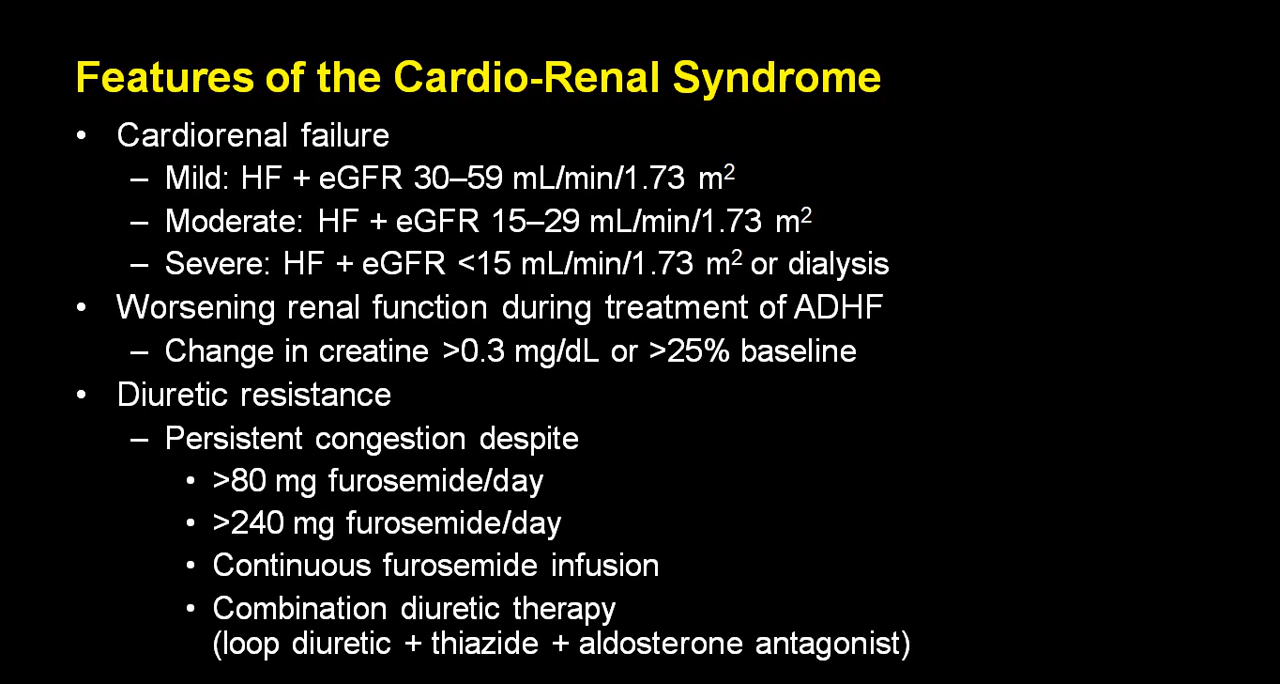 Features of the Cardio-Renal Syndrome
• Cardiorenal failure
– Mild: HF + eGFR 30–59 mL/min/1.73 m²
– Moderate: HF + eGFR 15–29 mL/min/1.73 m²
– Severe: HF + eGFR <15 mL/min/1.73 m² or dialysis
• Worsening renal function during treatment of ADHF
– Change in creatine >0.3 mg/dL or >25% baseline
• Diuretic resistance
– Persistent congestion despite
• >80 mg furosemide/day
• >240 mg furosemide/day
• Continuous furosemide infusion
• Combination diuretic therapy
(loop diuretic + thiazide + aldosterone antagonist)